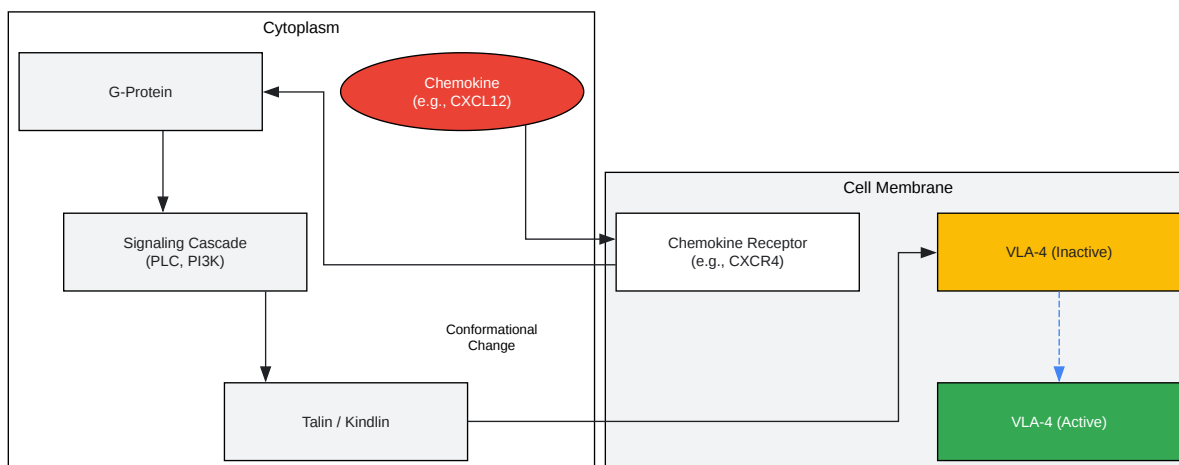 Cytoplasm
G-Protein
Chemokine
(e.g., CXCL12)
Cell Membrane
Signaling Cascade
(PLC, PI3K)
Chemokine Receptor
(e.g., CXCR4)
VLA-4 (Inactive)
Conformational
Change
Talin / Kindlin
VLA-4 (Active)